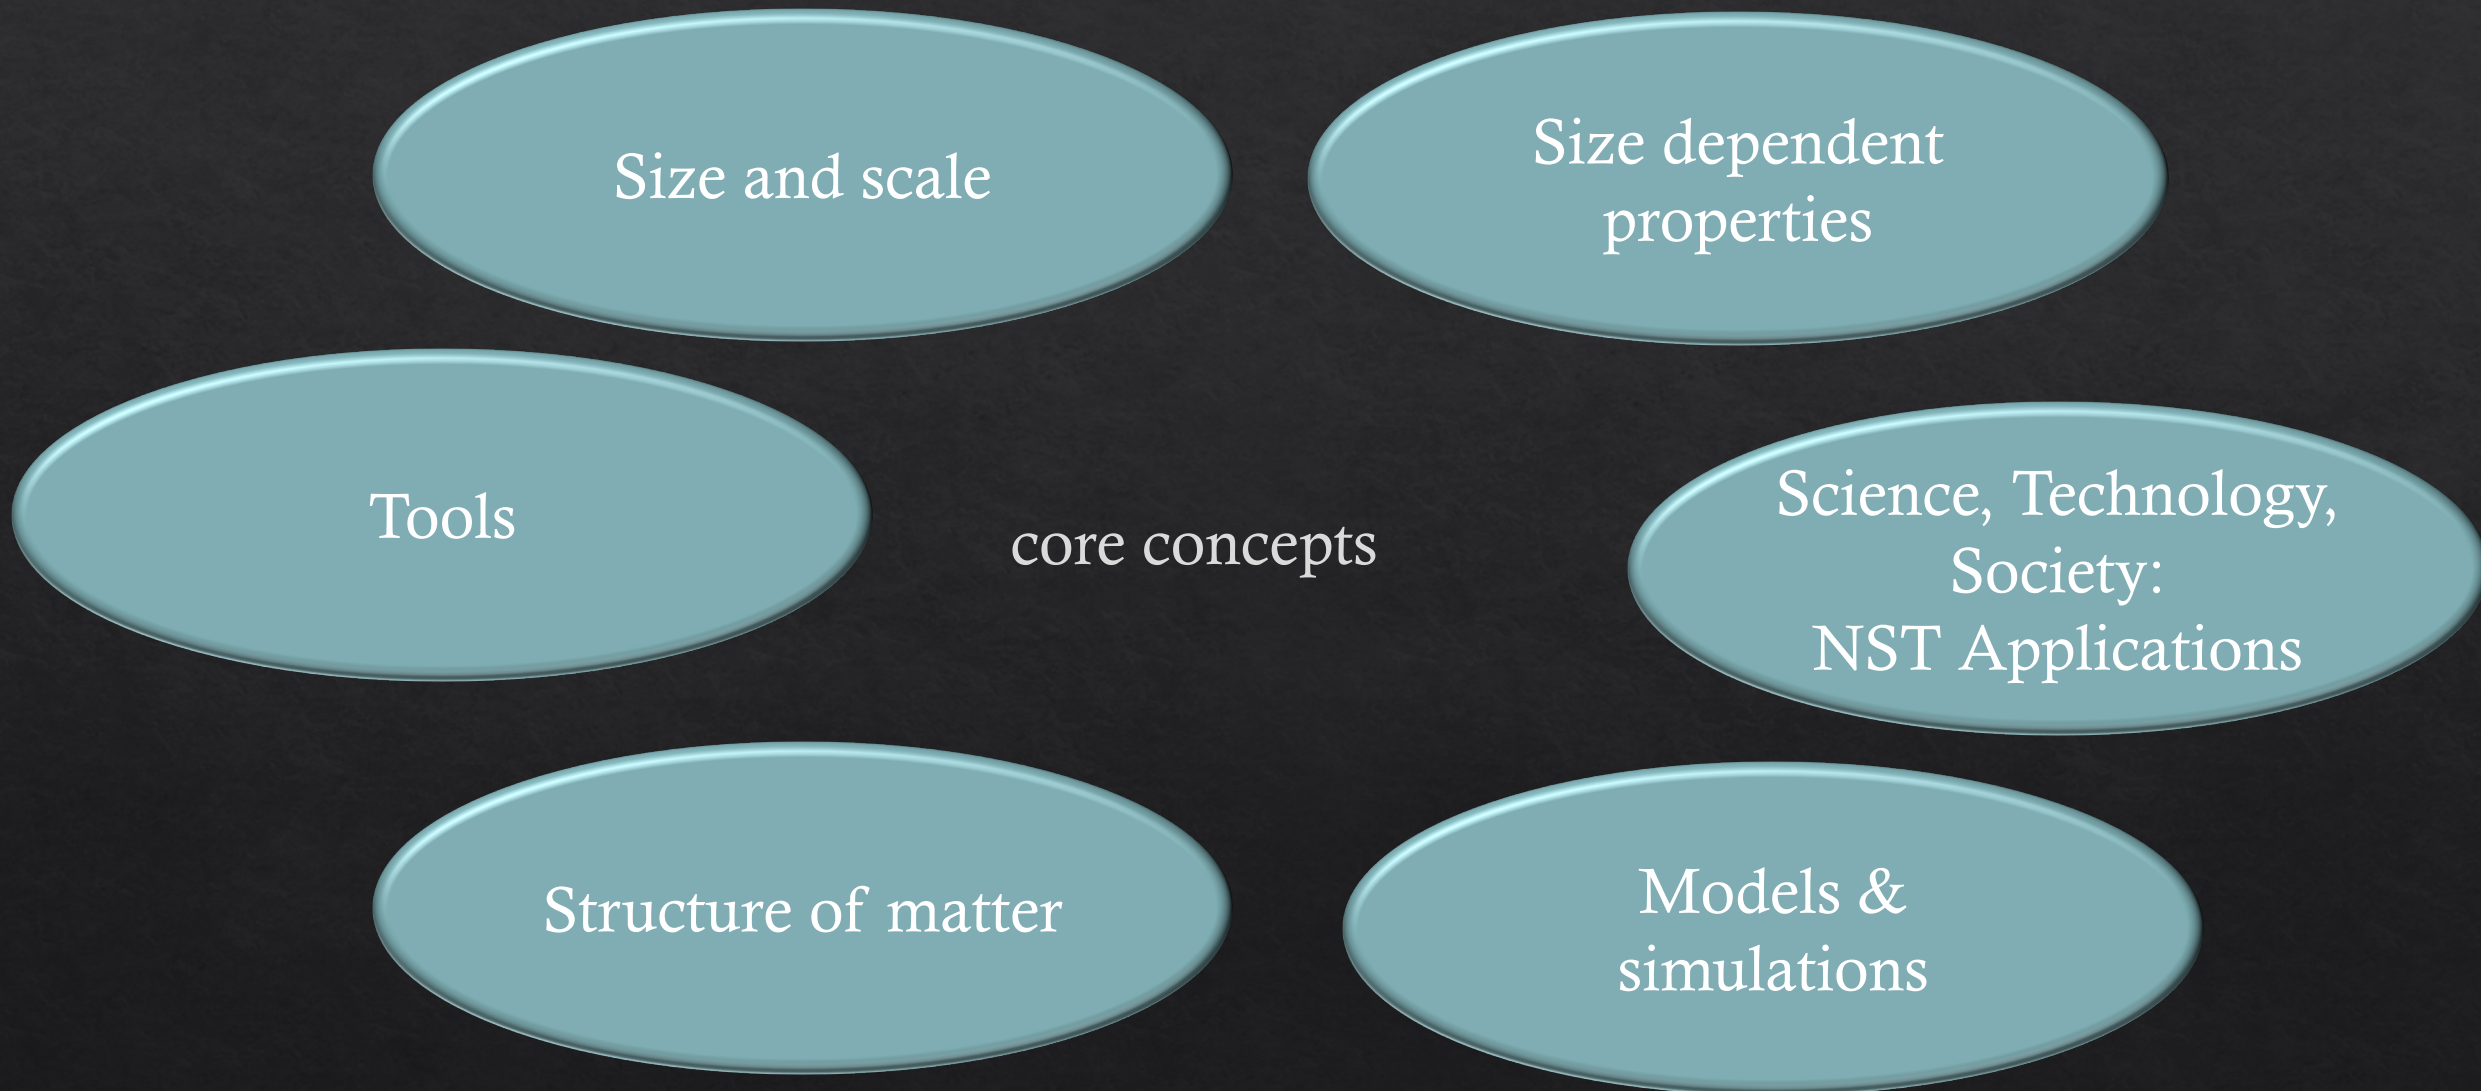 Size and scale
Size dependent
properties
Tools
core concepts
Science, Technology,
Society:
NST Applications
Structure of matter
Models &
simulations